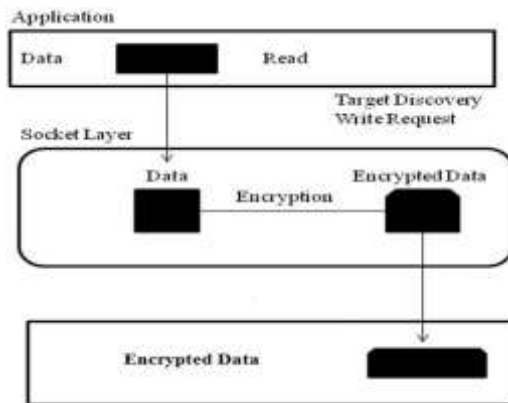 Application
Data Read
Target Discovery
Write Request
Socket Layer
Data Encrypted Data
Encryption
Encrypted Data